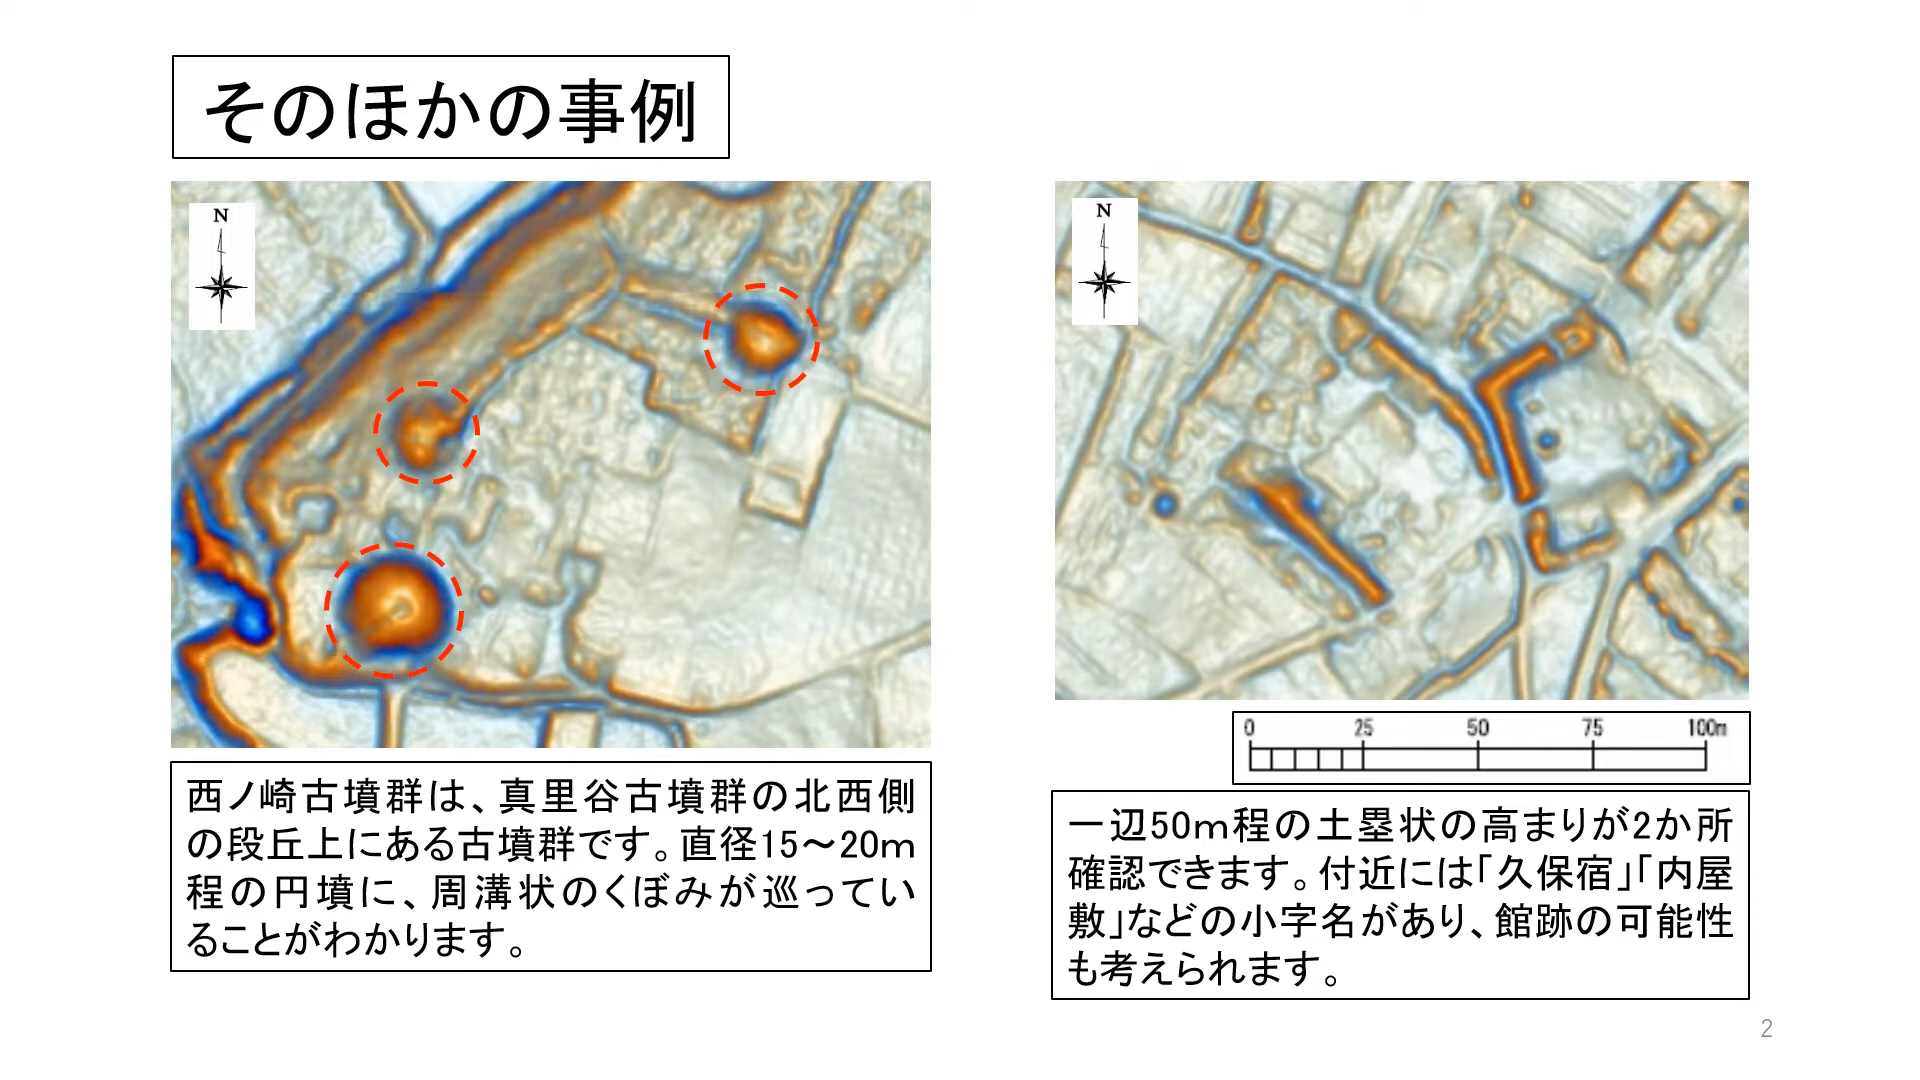 そのほかの事例
N
N
0 25 50 75 100m
西ノ崎古墳群は、真里谷古墳群の北西側
の段丘上にある古墳群です。直径15～20m
程の円墳に、周溝状のくぼみが巡ってい
ることがわかります。
一辺50m程の土塁状の高まりが2か所
確認できます。付近には「久保宿」「内屋
敷」などの小字名があり、館跡の可能性
も考えられます。
2